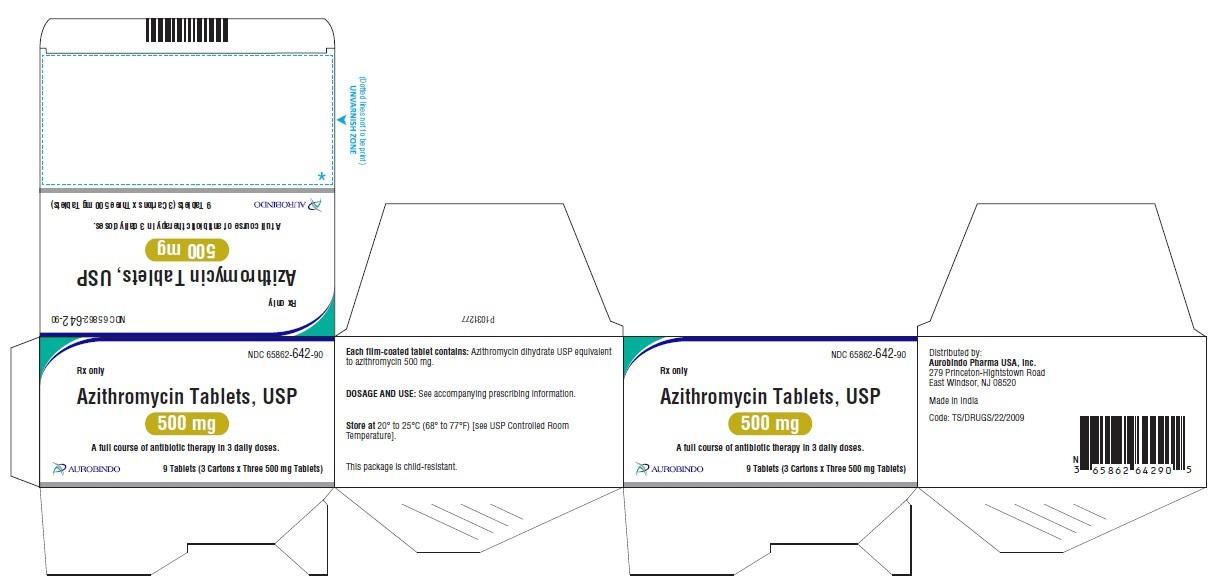 (Dotted lines not to be print)
UNVARNISH ZONE
*
9 Tablets (3 Cartons x Three 500 mg Tablets)
AUROBINDO
A full course of antibiotic therapy in 3 daily doses.
500 mg
Azithromycin Tablets, USP
Rx only
NDC 65862-642-90
P1031277
NDC 65862-642-90
Rx only
Azithromycin Tablets, USP
500 mg
A full course of antibiotic therapy in 3 daily doses.
AUROBINDO
9 Tablets (3 Cartons x Three 500 mg Tablets)
Each film-coated tablet contains: Azithromycin dihydrate USP equivalent
to azithromycin 500 mg.
DOSAGE AND USE: See accompanying prescribing information.
Store at 20° to 25°C (68° to 77°F) [see USP Controlled Room
Temperature].
This package is child-resistant.
NDC 65862-642-90
Rx only
Azithromycin Tablets, USP
500 mg
A full course of antibiotic therapy in 3 daily doses.
AUROBINDO
9 Tablets (3 Cartons x Three 500 mg Tablets)
Distributed by:
Aurobindo Pharma USA, Inc.
279 Princeton-Hightstown Road
East Windsor, NJ 08520
Made in India
Code: TS/DRUGS/22/2009
N
3 65862 64290 5